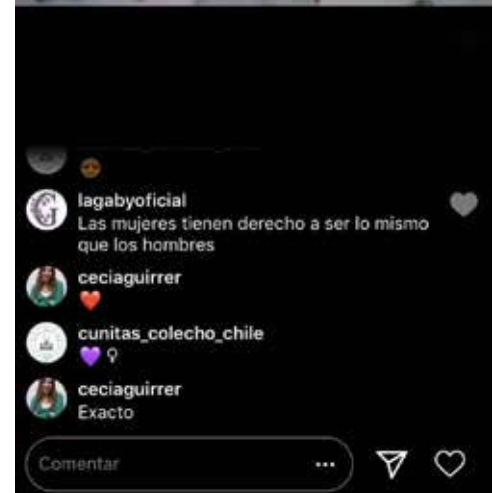 lagabyoficial
Las mujeres tienen derecho a ser lo mismo
que los hombres
ceciaguirrer
❤️
cunitas_colecho_chile
💜♀
ceciaguirrer
Exacto
Comentar